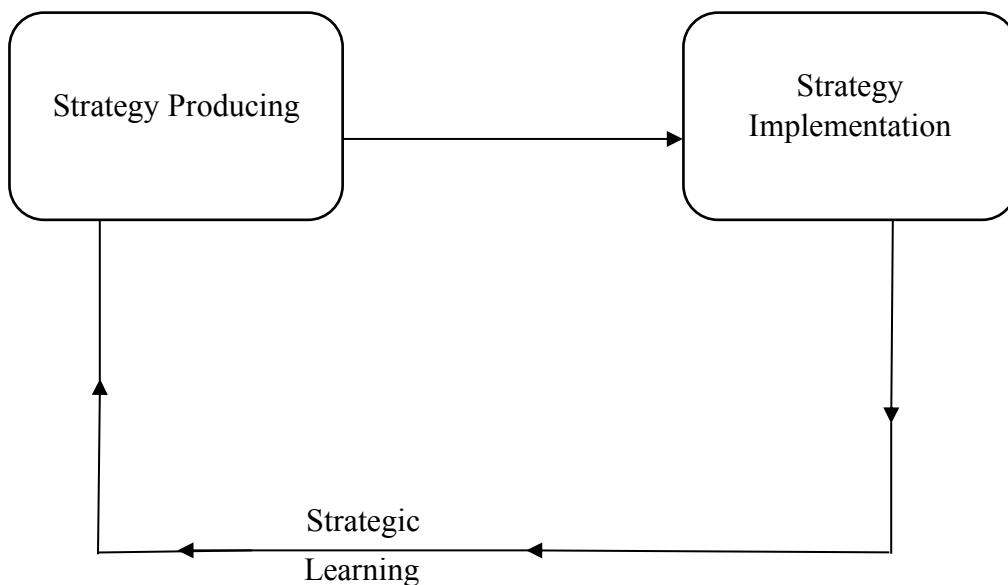 Strategy Producing
Strategy
Implementation
Strategic
Learning